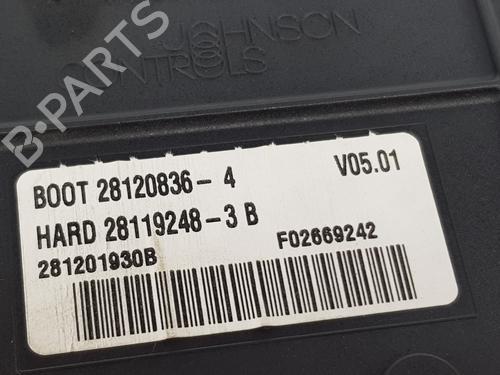 JOHNSON
CONTROLS
B-PARTS
BOOT 28120836-4
V05.01
HARD 28119248-3 B
281201930B
F02669242